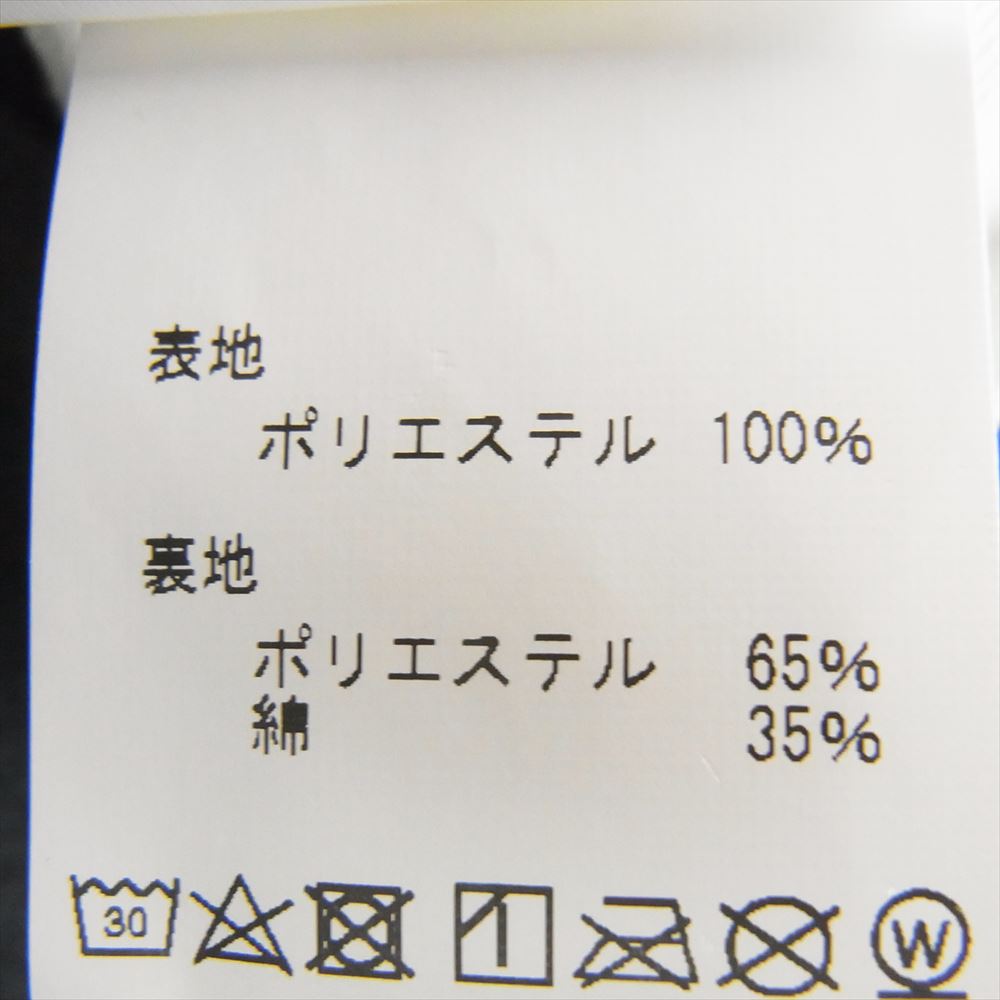 表地
ポリエステル 100%
裏地
ポリエステル 65%
綿 35%
30 W